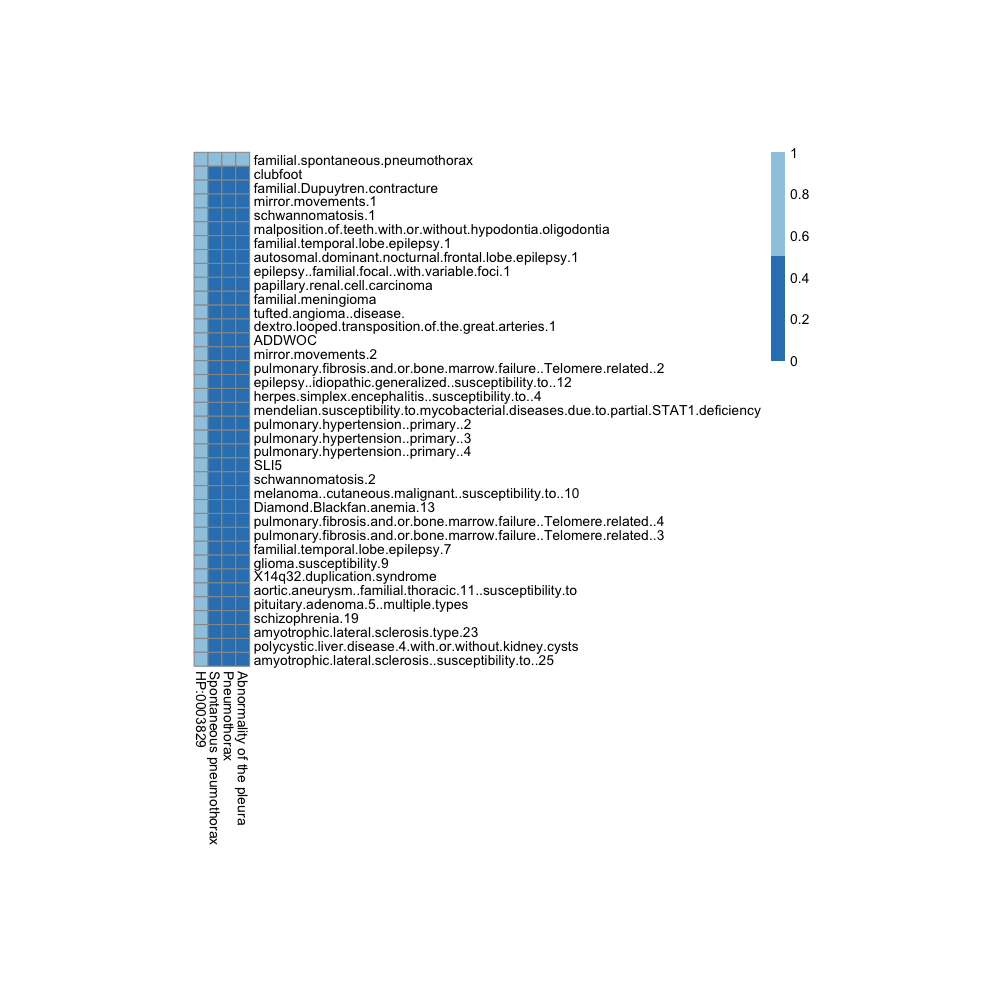 familial.spontaneous.pneumothorax
clubfoot
familial.Dupuytren.contracture
mirror.movements.1
schwannomatosis.1
malposition.of.teeth.with.or.without.hypodontia.oligodontia
familial.temporal.lobe.epilepsy.1
autosomal.dominant.nocturnal.frontal.lobe.epilepsy.1
epilepsy..familial.focal..with.variable.foci.1
papillary.renal.cell.carcinoma
familial.meningioma
tufted.angioma..disease.
dextro.looped.transposition.of.the.great.arteries.1
ADDWOC
mirror.movements.2
pulmonary.fibrosis.and.or.bone.marrow.failure..Telomere.related..2
epilepsy..idiopathic.generalized..susceptibility.to..12
herpes.simplex.encephalitis..susceptibility.to..4
mendelian.susceptibility.to.mycobacterial.diseases.due.to.partial.STAT1.deficiency
pulmonary.hypertension..primary..2
pulmonary.hypertension..primary..3
pulmonary.hypertension..primary..4
SLI5
schwannomatosis.2
melanoma..cutaneous.malignant..susceptibility.to..10
Diamond.Blackfan.anemia.13
pulmonary.fibrosis.and.or.bone.marrow.failure..Telomere.related..4
pulmonary.fibrosis.and.or.bone.marrow.failure..Telomere.related..3
familial.temporal.lobe.epilepsy.7
glioma.susceptibility.9
X14q32.duplication.syndrome
aortic.aneurysm..familial.thoracic.11..susceptibility.to
pituitary.adenoma.5..multiple.types
schizophrenia.19
amyotrophic.lateral.sclerosis.type.23
polycystic.liver.disease.4.with.or.without.kidney.cysts
amyotrophic.lateral.sclerosis..susceptibility.to..25
HP:0003829
Spontaneous pneumothorax
Pneumothorax
Abnormality of the pleura
1
0.8
0.6
0.4
0.2
0